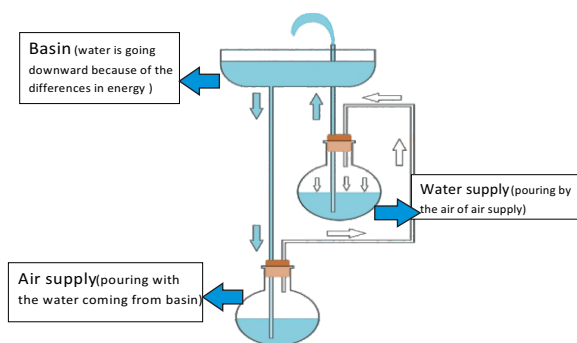 Basin (water is going
downward because of the
differences in energy )
Water supply(pouring by
the air of air supply)
Air supply(pouring with
the water coming from basin)